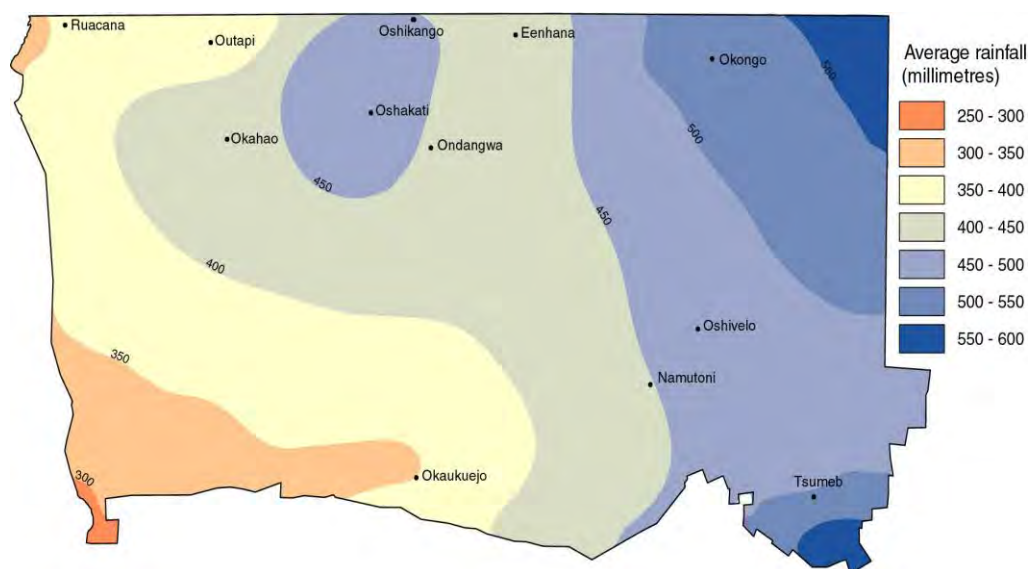 Ruacana
Outapi
Oshikango
Eenhana
Okongo
560
Average rainfall
(millimetres)
250 - 300
300 - 350
350 - 400
400 - 450
450 - 500
500 - 550
550 - 600
Oshakati
Okahao
Ondangwa
500
450
450
400
Oshivelo
350
Namutoni
Okaukuejo
300
Tsumeb